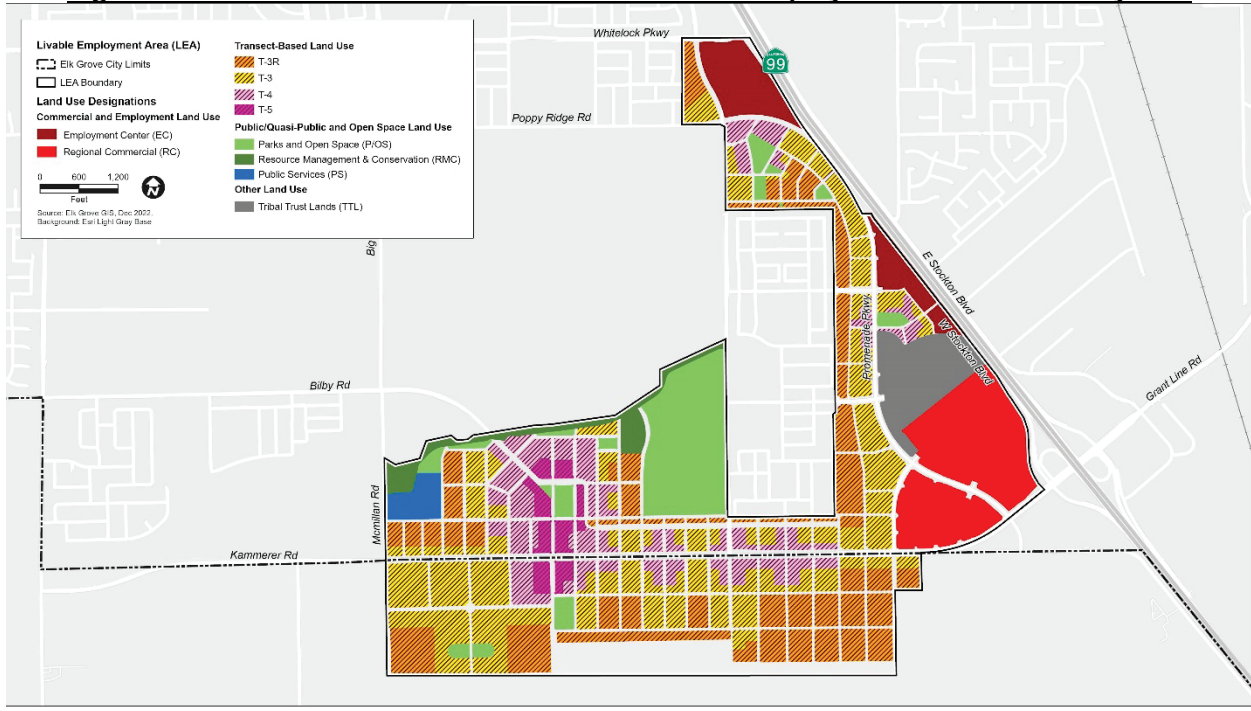 Whitelock Pkwy
CALIFORNIA
99
Livable Employment Area (LEA)
Elk Grove City Limits
LEA Boundary
Land Use Designations
Commercial and Employment Land Use
Employment Center (EC)
Regional Commercial (RC)
0 600 1,200
Feet
N
Source: Elk Grove GIS, Dec 2022.
Background: Esri Light Gray Base
Transect-Based Land Use
T-3R
T-3
T-4
T-5
Public/Quasi-Public and Open Space Land Use
Parks and Open Space (P/OS)
Resource Management & Conservation (RMC)
Public Services (PS)
Other Land Use
Tribal Trust Lands (TTL)
Poppy Ridge Rd
Big
E Stockton Blvd
W Stockton Blvd
Promenade Pkwy
Grant Line Rd
Bilby Rd
Mcmillan Rd
Kammerer Rd